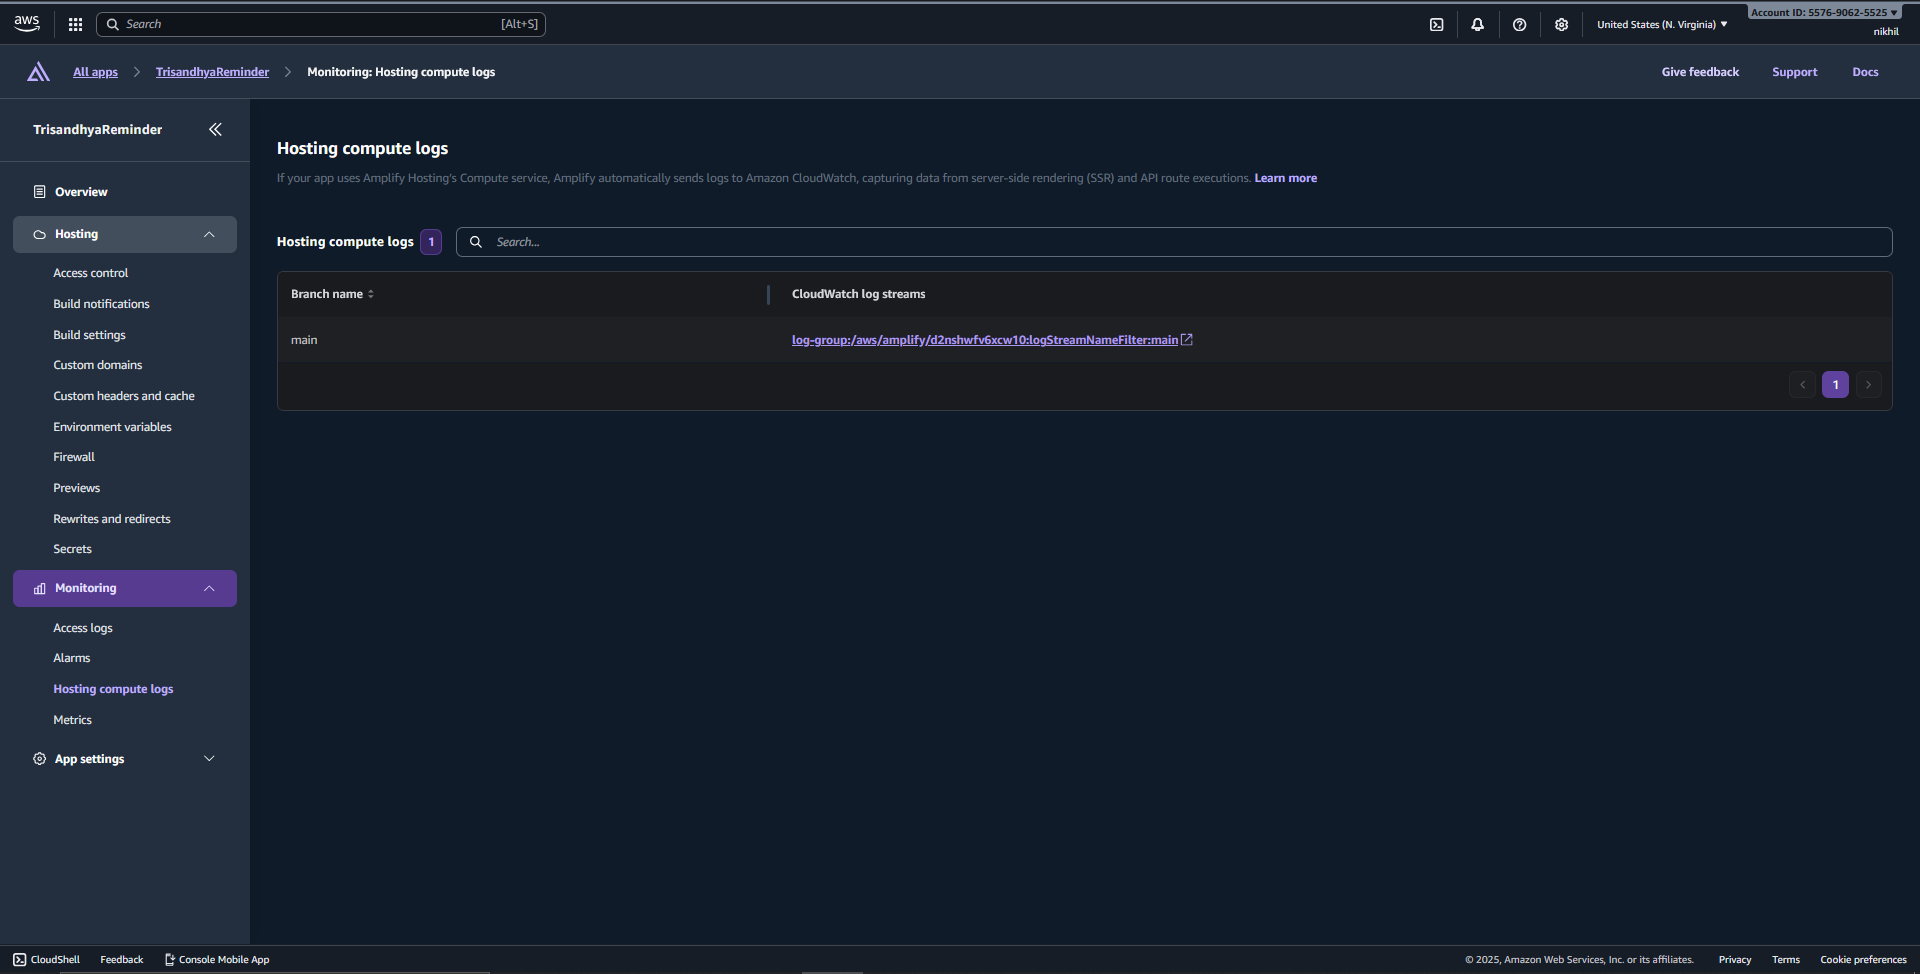 aws
Search
[Alt+S]
United States (N. Virginia)
Account ID: 5576-9062-5525
nikhil
All apps
TrisandhyaReminder
Monitoring: Hosting compute logs
Give feedback
Support
Docs
TrisandhyaReminder
Overview
Hosting
Access control
Build notifications
Build settings
Custom domains
Custom headers and cache
Environment variables
Firewall
Previews
Rewrites and redirects
Secrets
Monitoring
Access logs
Alarms
Hosting compute logs
Metrics
App settings
Hosting compute logs
If your app uses Amplify Hosting's Compute service, Amplify automatically sends logs to Amazon CloudWatch, capturing data from server-side rendering (SSR) and API route executions. Learn more
Hosting compute logs 1
Search...
Branch name
CloudWatch log streams
main
log-group:/aws/amplify/d2nshwfv6xcw10:logStreamNameFilter:main
1
CloudShell
Feedback
Console Mobile App
© 2025, Amazon Web Services, Inc. or its affiliates.
Privacy
Terms
Cookie preferences